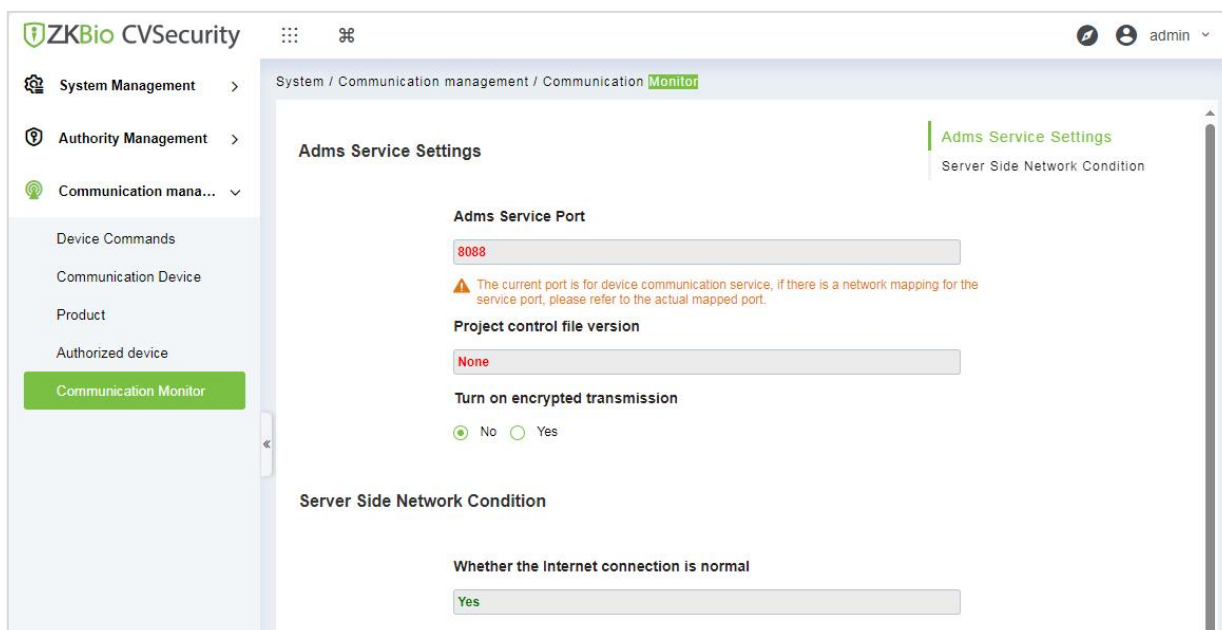 ZKBio CVSecurity
admin
System Management
Authority Management
Communication mana...
Device Commands
Communication Device
Product
Authorized device
Communication Monitor
System / Communication management / Communication Monitor
Adms Service Settings
Adms Service Port
8088
The current port is for device communication service, if there is a network mapping for the
service port, please refer to the actual mapped port.
Project control file version
None
Turn on encrypted transmission
No Yes
Server Side Network Condition
Whether the Internet connection is normal
Yes
Adms Service Settings
Server Side Network Condition